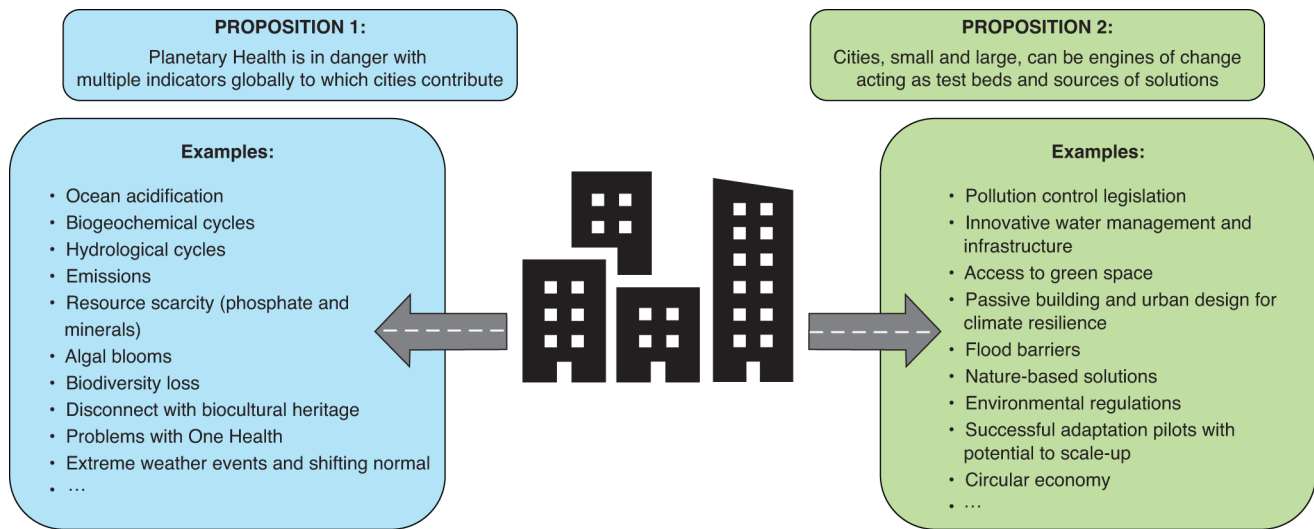 PROPOSITION 1:
Planetary Health is in danger with
multiple indicators globally to which cities contribute
Examples:
• Ocean acidification
• Biogeochemical cycles
• Hydrological cycles
• Emissions
• Resource scarcity (phosphate and
minerals)
• Algal blooms
• Biodiversity loss
• Disconnect with biocultural heritage
• Problems with One Health
• Extreme weather events and shifting normal
• …
PROPOSITION 2:
Cities, small and large, can be engines of change
acting as test beds and sources of solutions
Examples:
• Pollution control legislation
• Innovative water management and
infrastructure
• Access to green space
• Passive building and urban design for
climate resilience
• Flood barriers
• Nature-based solutions
• Environmental regulations
• Successful adaptation pilots with
potential to scale-up
• Circular economy
• …